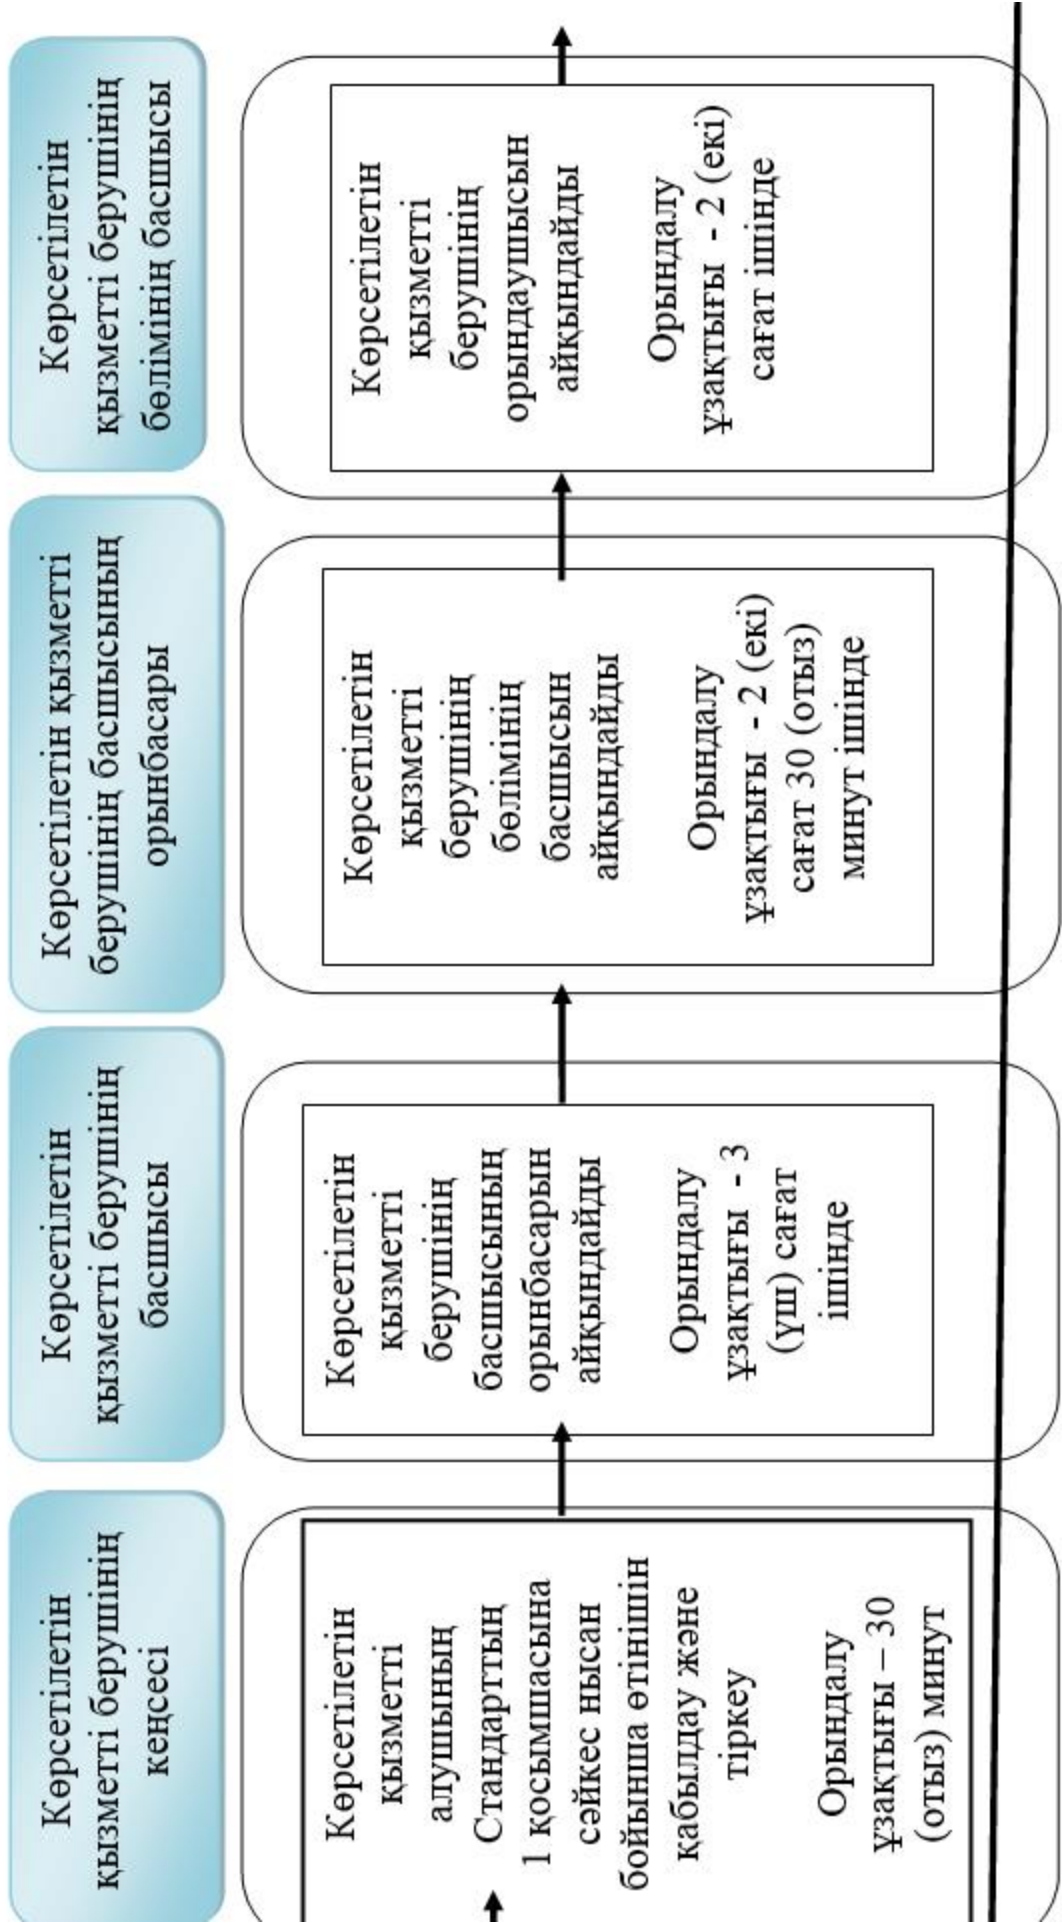 Көрсетілетін
қызметті берушінің
кеңсесі
Көрсетілетін
қызметті берушінің
басшысы
Көрсетілетін қызметті
берушінің басшысының
орынбасары
Көрсетілетін
қызметті берушінің
бөлімінің басшысы
Көрсетілетін
қызметті
алушының
Стандарттың
1 қосымшасына
сәйкес нысан
бойынша өтінішін
қабылдау және
тіркеу
Орындалу
ұзақтығы – 30
(отыз) минут
Көрсетілетін
қызметті
берушінің
басшысының
орынбасарын
айқындайды
Орындалу
ұзақтығы - 3
(үш) сағат
ішінде
Көрсетілетін
қызметті
берушінің
бөлімінің
басшысын
айқындайды
Орындалу
ұзақтығы - 2 (екі)
сағат 30 (отыз)
минут ішінде
Көрсетілетін
қызметті
берушінің
орындаушысын
айқындайды
Орындалу
ұзақтығы - 2 (екі)
сағат ішінде